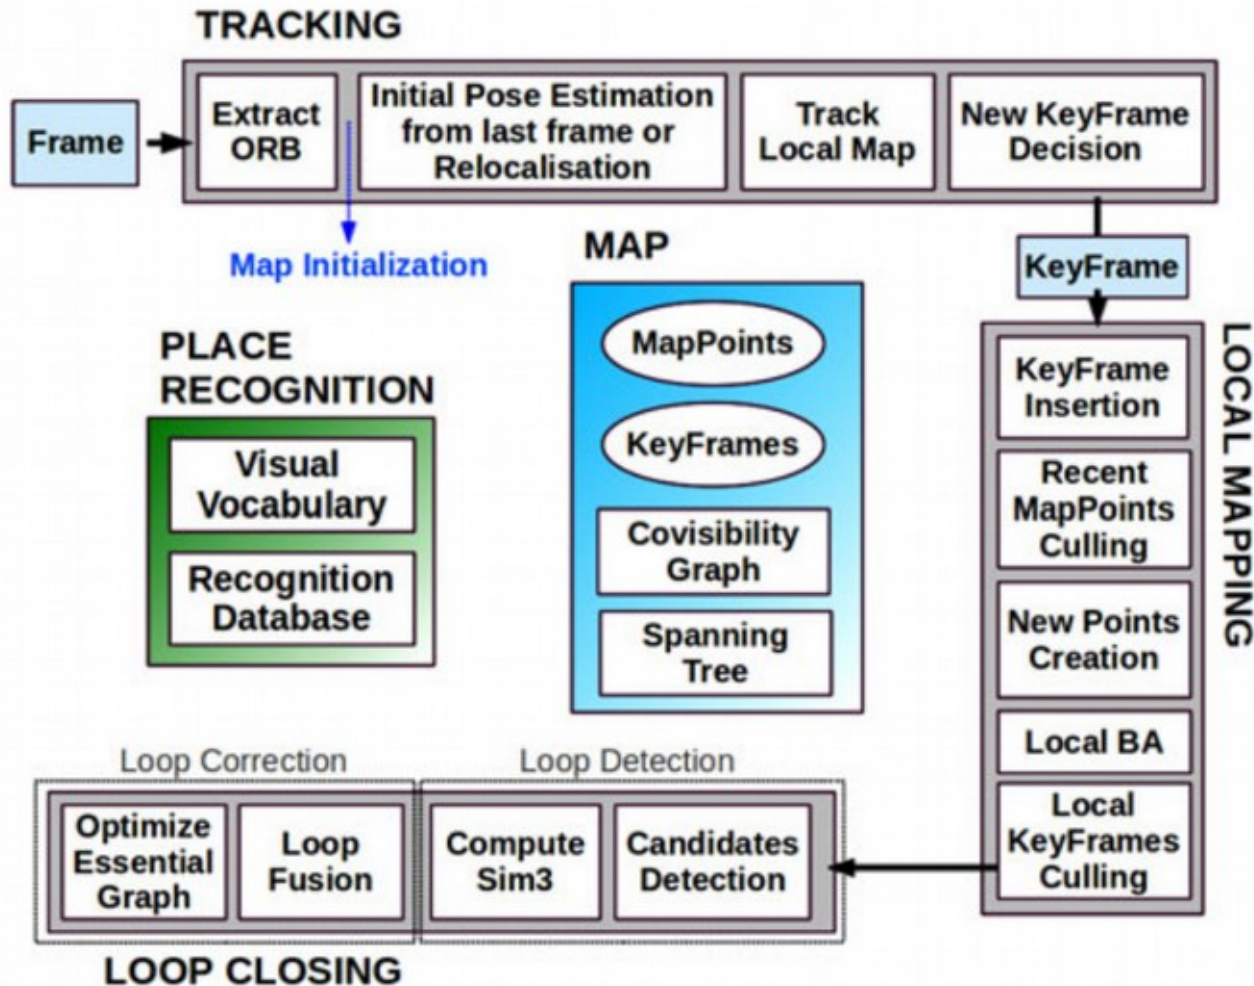 TRACKING
Frame
Extract
ORB
Initial Pose Estimation
from last frame or
Relocalisation
Track
Local Map
New KeyFrame
Decision
Map Initialization
KeyFrame
MAP
MapPoints
KeyFrames
Covisibility
Graph
Spanning
Tree
PLACE
RECOGNITION
Visual
Vocabulary
Recognition
Database
LOCAL MAPPING
KeyFrame
Insertion
Recent
MapPoints
Culling
New Points
Creation
Local BA
Local
KeyFrames
Culling
Loop Correction
Loop Detection
Optimize
Essential
Graph
Loop
Fusion
Compute
Sim3
Candidates
Detection
LOOP CLOSING